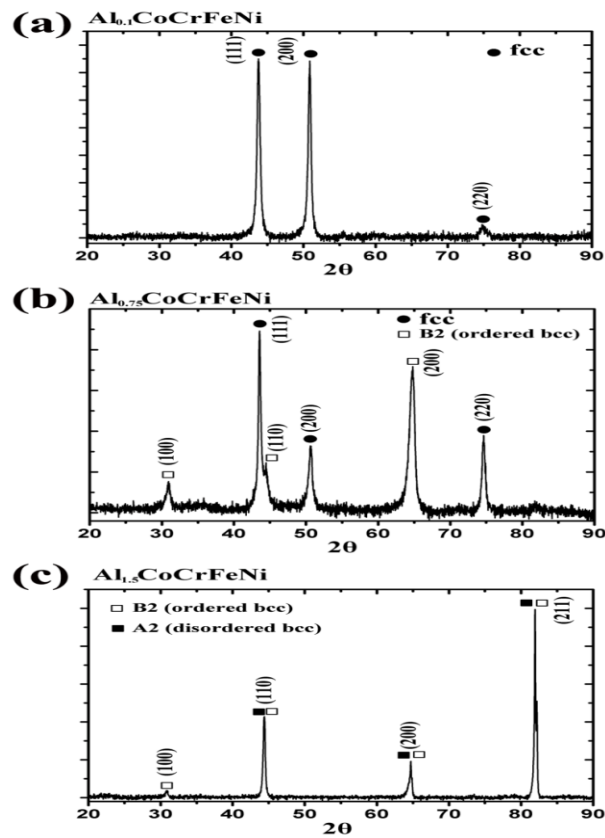 (a) Al₀.₁CoCrFeNi
(111)
(200)
● fcc
(220)
20 30 40 50 60 70 80 90
2θ
(b) Al₀.₇₅CoCrFeNi
● fcc
□ B2 (ordered bcc)
(100)
(111)
(110)
(200)
(200)
(220)
20 30 40 50 60 70 80 90
2θ
(c) Al₁.₅CoCrFeNi
□ B2 (ordered bcc)
■ A2 (disordered bcc)
(100)
(110)
(200)
(211)
20 30 40 50 60 70 80 90
2θ